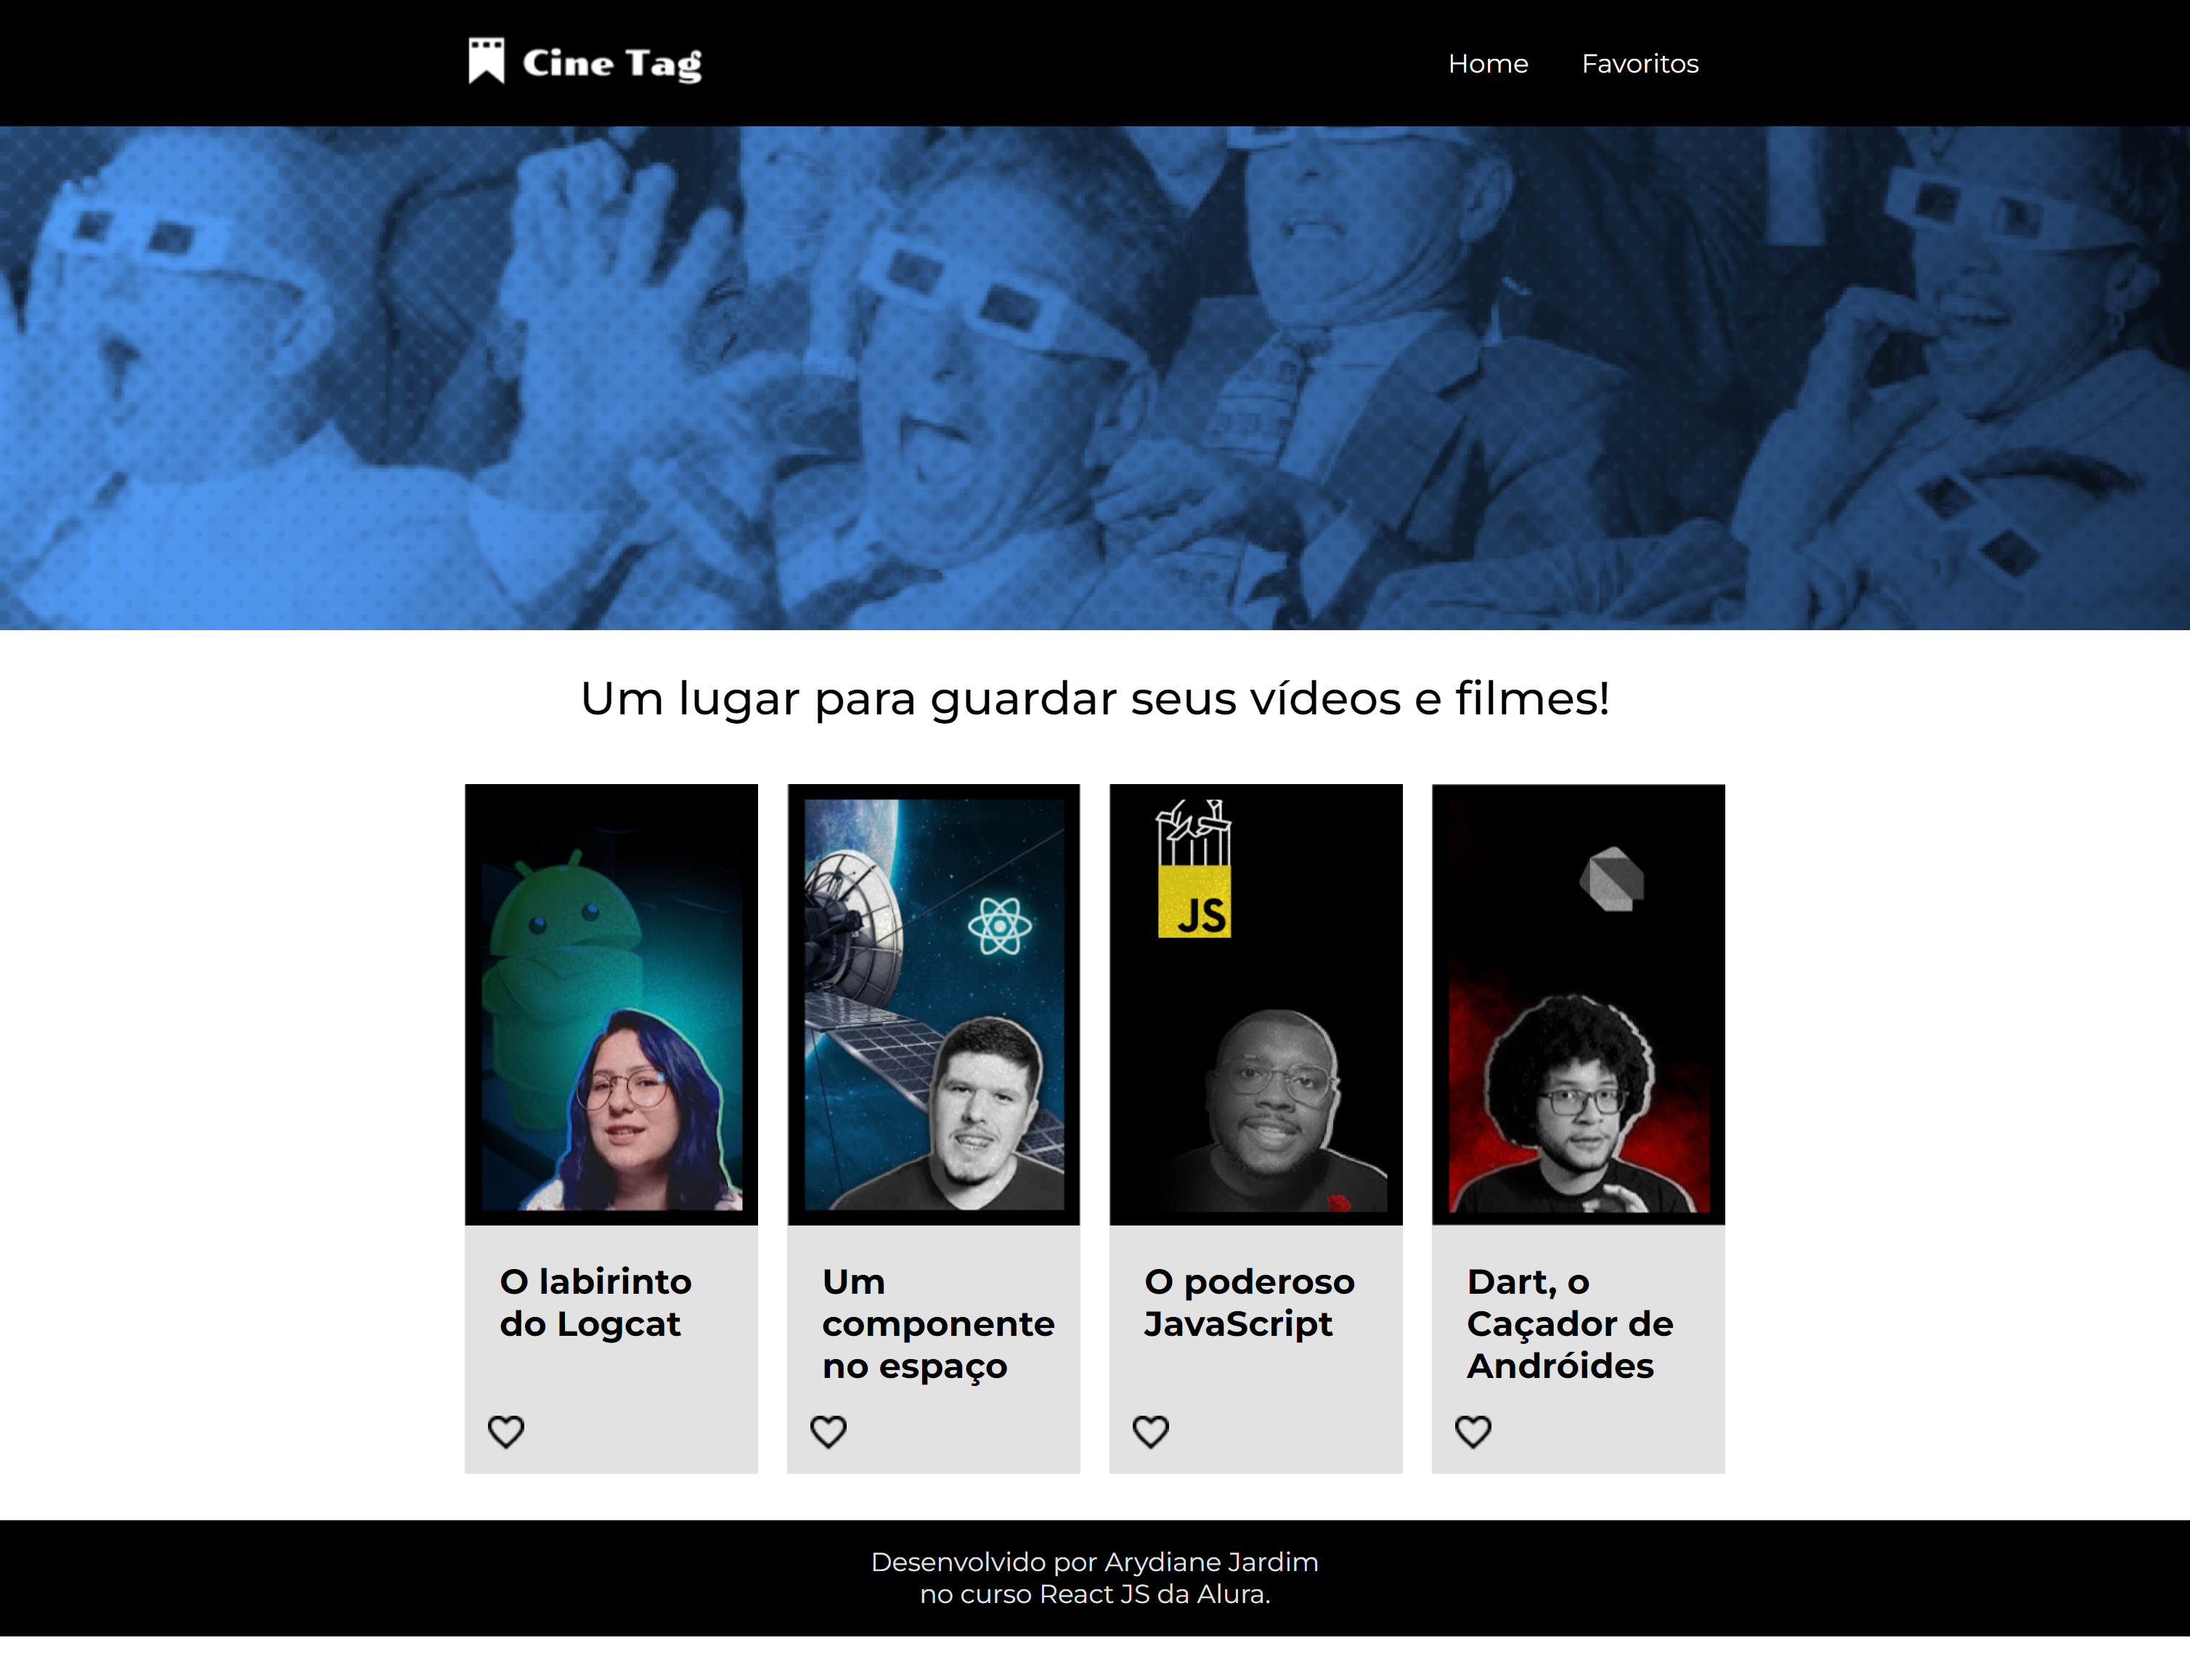 Cine Tag
Home
Favoritos
Um lugar para guardar seus vídeos e filmes!
JS
O labirinto
do Logcat
Um
componente
no espaço
O poderoso
JavaScript
Dart, o
Caçador de
Andróides
Desenvolvido por Arydiane Jardim
no curso React JS da Alura.